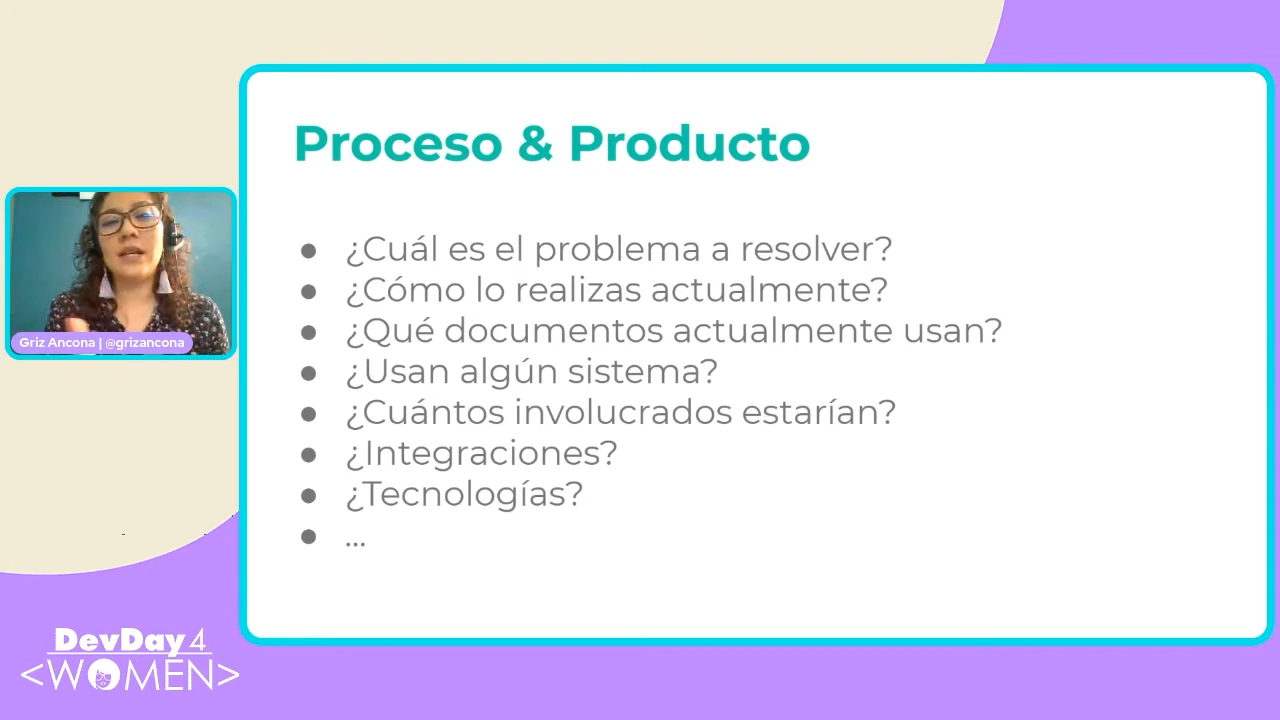 Proceso & Producto
● ¿Cuál es el problema a resolver?
● ¿Cómo lo realizas actualmente?
● ¿Qué documentos actualmente usan?
● ¿Usan algún sistema?
● ¿Cuántos involucrados estarían?
● ¿Integraciones?
● ¿Tecnologías?
● ...
Griz Ancona | @grizancona
DevDay 4
<WOMEN>